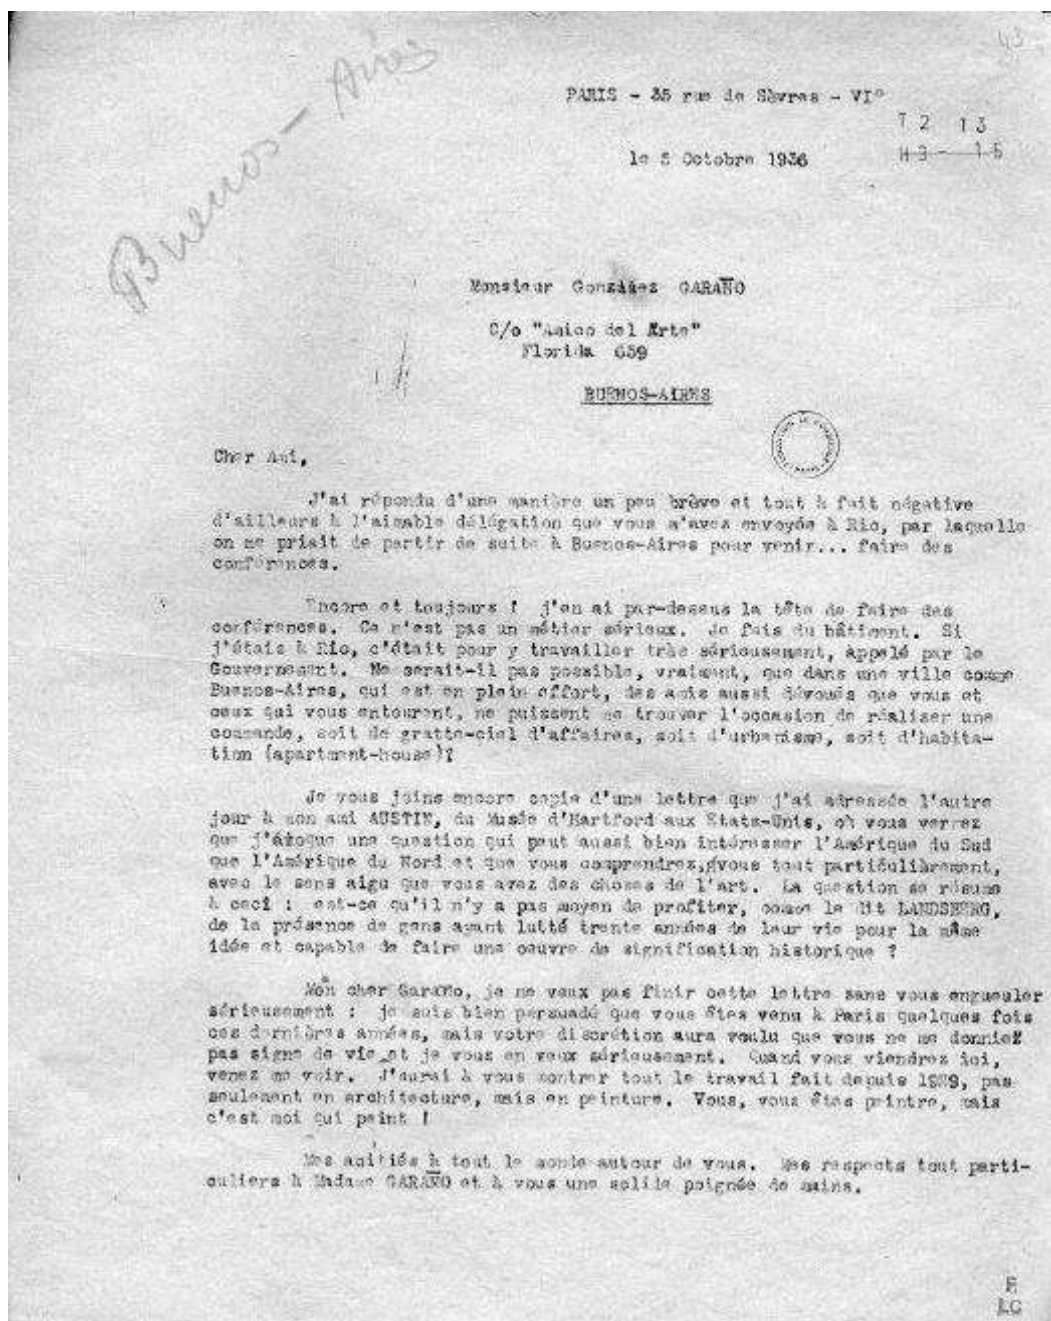 43
Buenos-Aires
PARIS - 35 rue de Sèvres - VI°
T2 13
H3 - 15
le 5 Octobre 1936
Monsieur González GARAÑO
C/o "Amico del Arte"
Florida 659
BUENOS-AIRES
Cher Ami,
J'ai répondu d'une manière un peu brève et tout à fait négative
d'ailleurs à l'aimable délégation que vous m'avez envoyée à Rio, par laquelle
on me priait de partir de suite à Buenos-Aires pour venir... faire des
conférences.
Encore et toujours ! j'en ai par-dessus la tête de faire des
conférences. Ce n'est pas un métier sérieux. Je fais du bâtiment. Si
j'étais à Rio, c'était pour y travailler très sérieusement, appelé par le
Gouvernement. Ne serait-il pas possible, vraiment, que dans une ville comme
Buenos-Aires, qui est en plein effort, des amis aussi dévoués que vous et
ceux qui vous entourent, ne puissent me trouver l'occasion de réaliser une
commande, soit de gratte-ciel d'affaires, soit d'urbanisme, soit d'habita-
tion (apartment-house)?
Je vous joins encore copie d'une lettre que j'ai adressée l'autre
jour à mon ami AUSTIN, du Musée d'Hartford aux Etats-Unis, où vous verrez
que j'évoque une question qui peut aussi bien intéresser l'Amérique du Sud
que l'Amérique du Nord et que vous comprendrez, vous tout particulièrement,
avec le sens aigu que vous avez des choses de l'art. La question se résume
à ceci : est-ce qu'il n'y a pas moyen de profiter, comme le dit LANDSBERG,
de la présence de gens ayant lutté trente années de leur vie pour la même
idée et capable de faire une oeuvre de signification historique ?
Mon cher Garaño, je ne veux pas finir cette lettre sans vous engueuler
sérieusement : je suis bien persuadé que vous êtes venu à Paris quelques fois
ces dernières années, mais votre discrétion aura voulu que vous ne me donniez
pas signe de vie et je vous en veux sérieusement. Quand vous viendrez ici,
venez me voir. J'aurai à vous montrer tout le travail fait depuis 1929, pas
seulement en architecture, mais en peinture. Vous, vous êtes peintre, mais
c'est moi qui peint !
Mes amitiés à tout le monde autour de vous. Mes respects tout parti-
culiers à Madame GARAÑO et à vous une solide poignée de mains.
F
LC